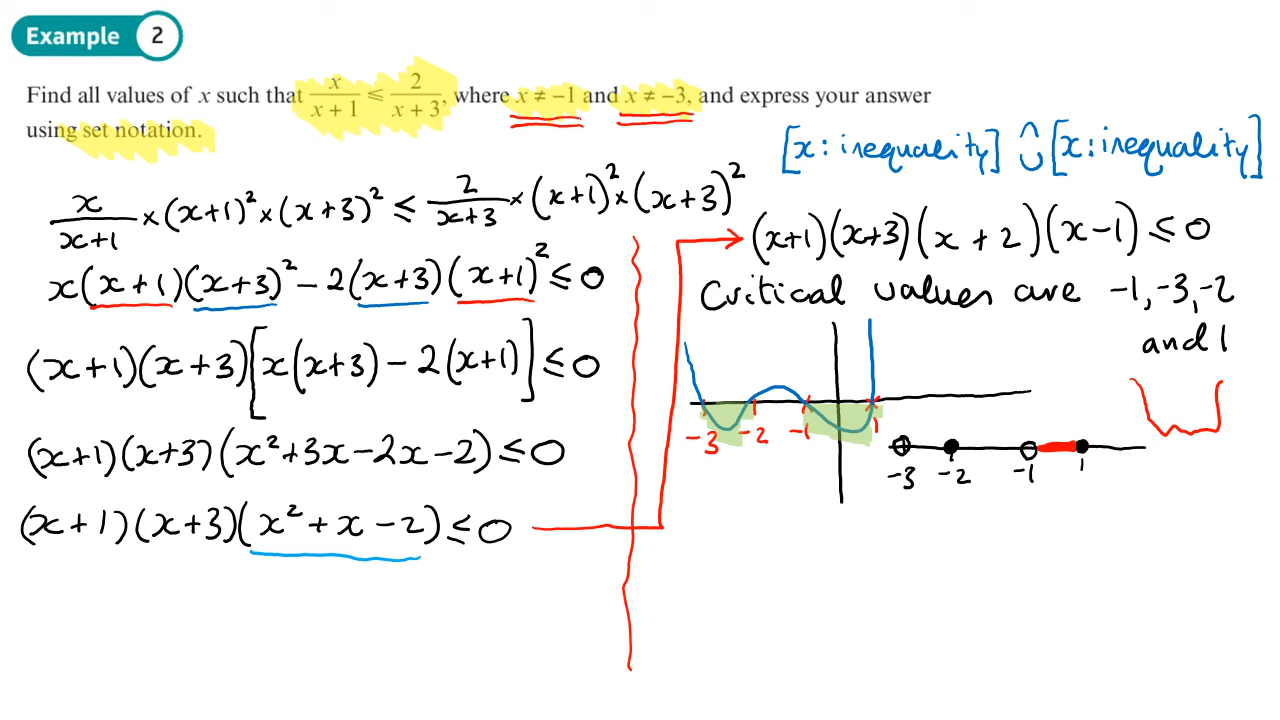 Example 2
Find all values of x such that x/(x + 1) ⩽ 2/(x + 3), where x ≠ −1 and x ≠ −3, and express your answer
using set notation.
[x : inequality] ∩ ∪ [x : inequality]
x/(x+1) × (x+1)² × (x+3)² ≤ 2/(x+3) × (x+1)² × (x+3)²
x(x+1)(x+3)² − 2(x+3)(x+1)² ≤ 0
(x+1)(x+3)[x(x+3) − 2(x+1)] ≤ 0
(x+1)(x+3)(x²+3x−2x−2) ≤ 0
(x+1)(x+3)(x² + x − 2) ≤ 0
(x+1)(x+3)(x + 2)(x−1) ≤ 0
Critical values are −1, −3, −2
and 1
−3 −2 −1 1
−3 −2 −1 1